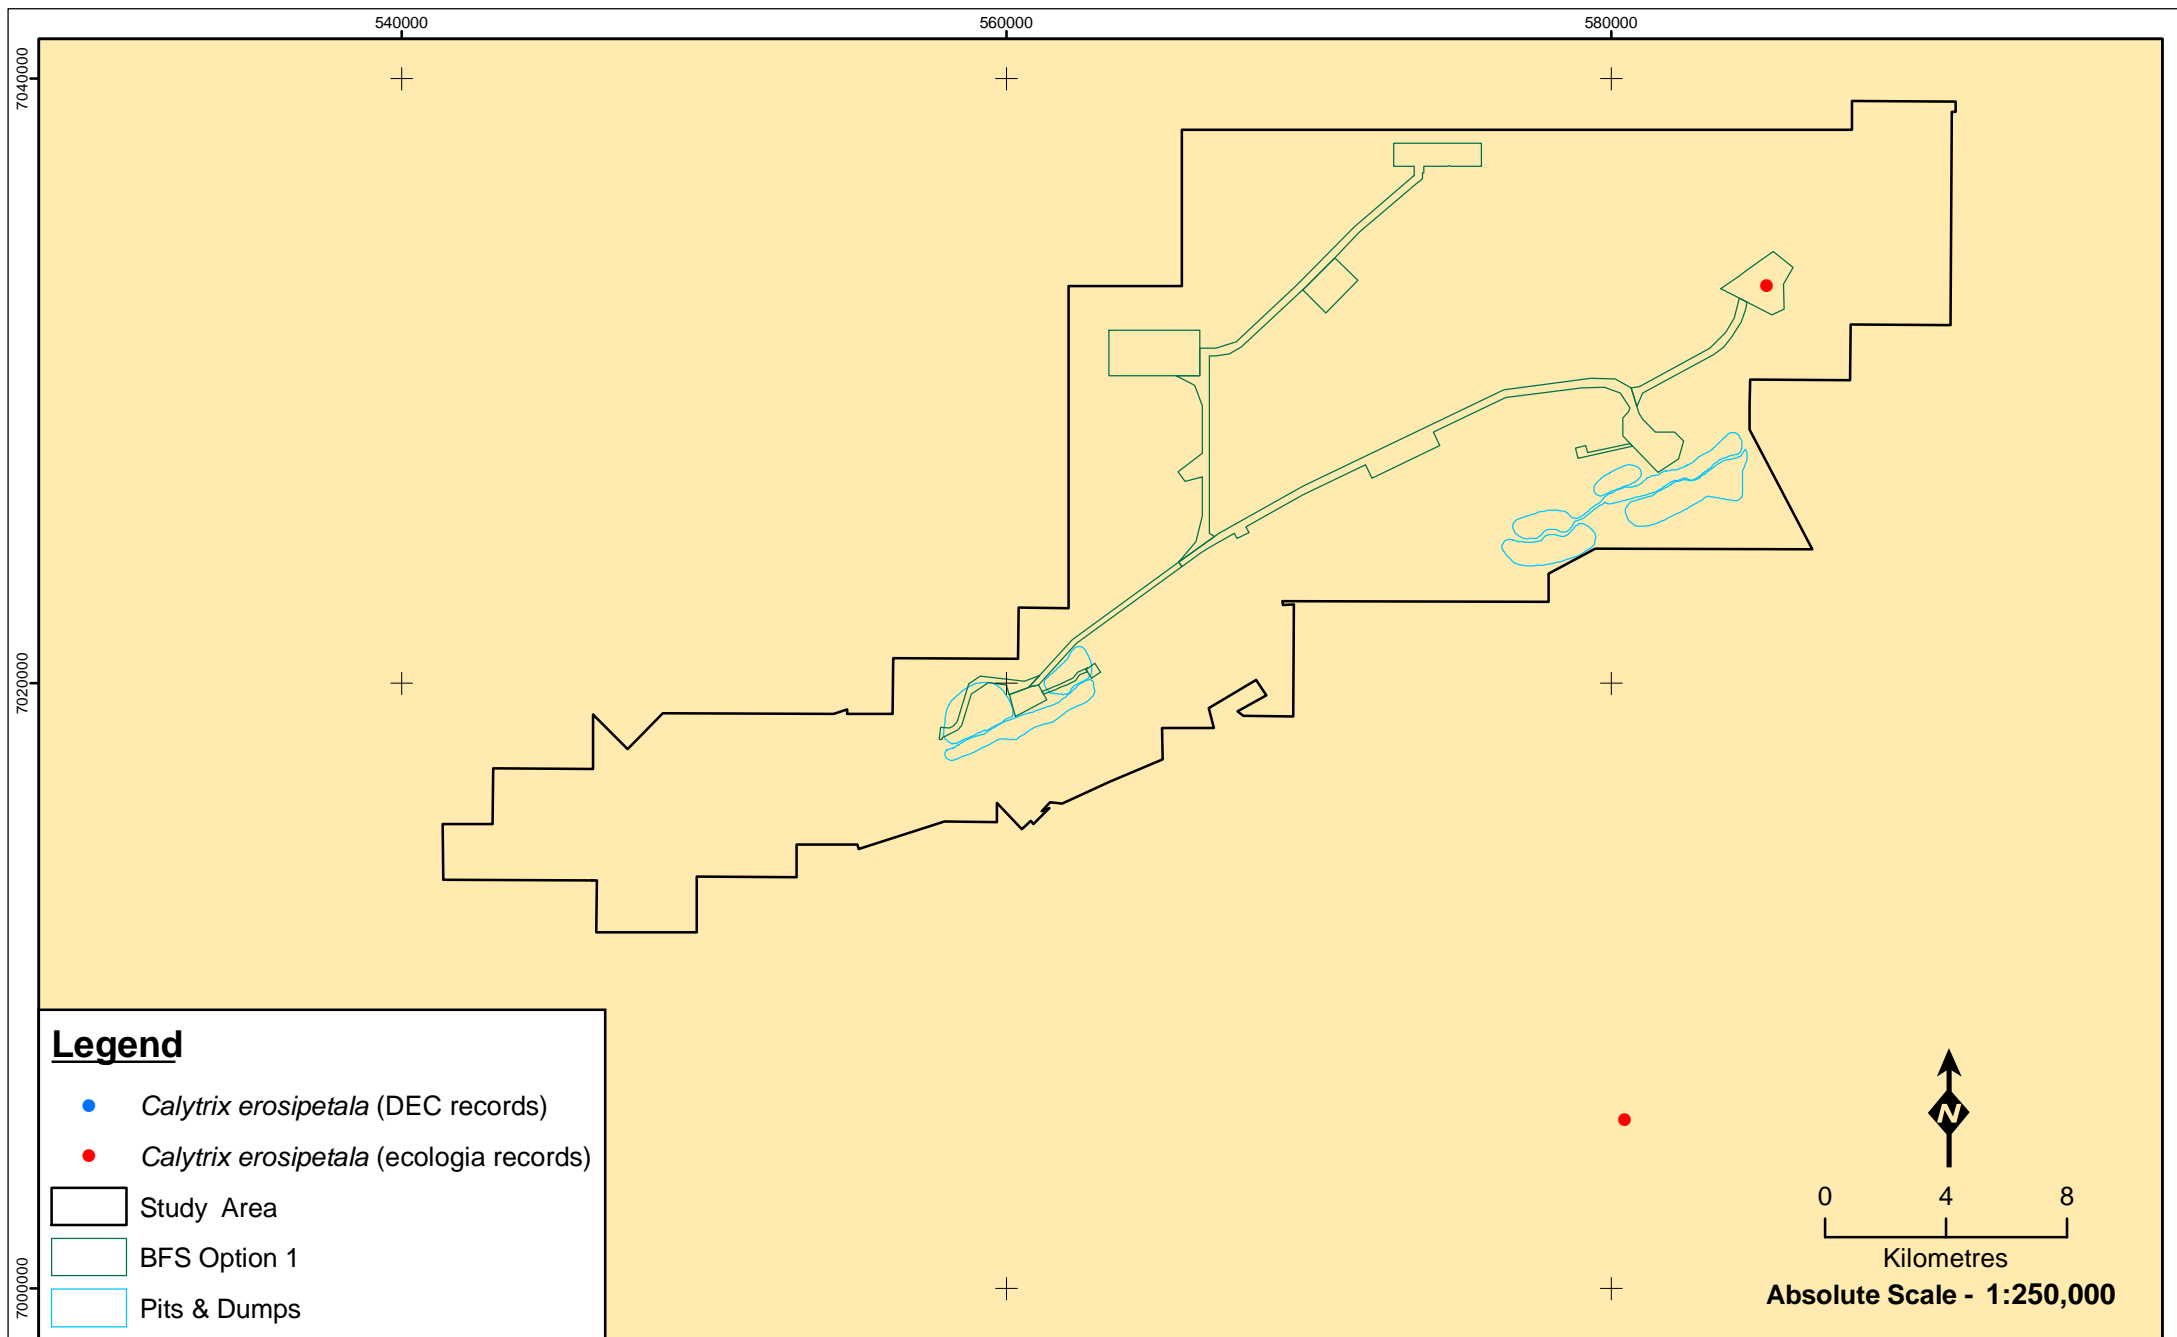 540000 560000 580000
7040000
7020000
7000000
Legend
Calytrix erosipetala (DEC records)
Calytrix erosipetala (ecologia records)
Study Area
BFS Option 1
Pits & Dumps
N
0 4 8
Kilometres
Absolute Scale - 1:250,000